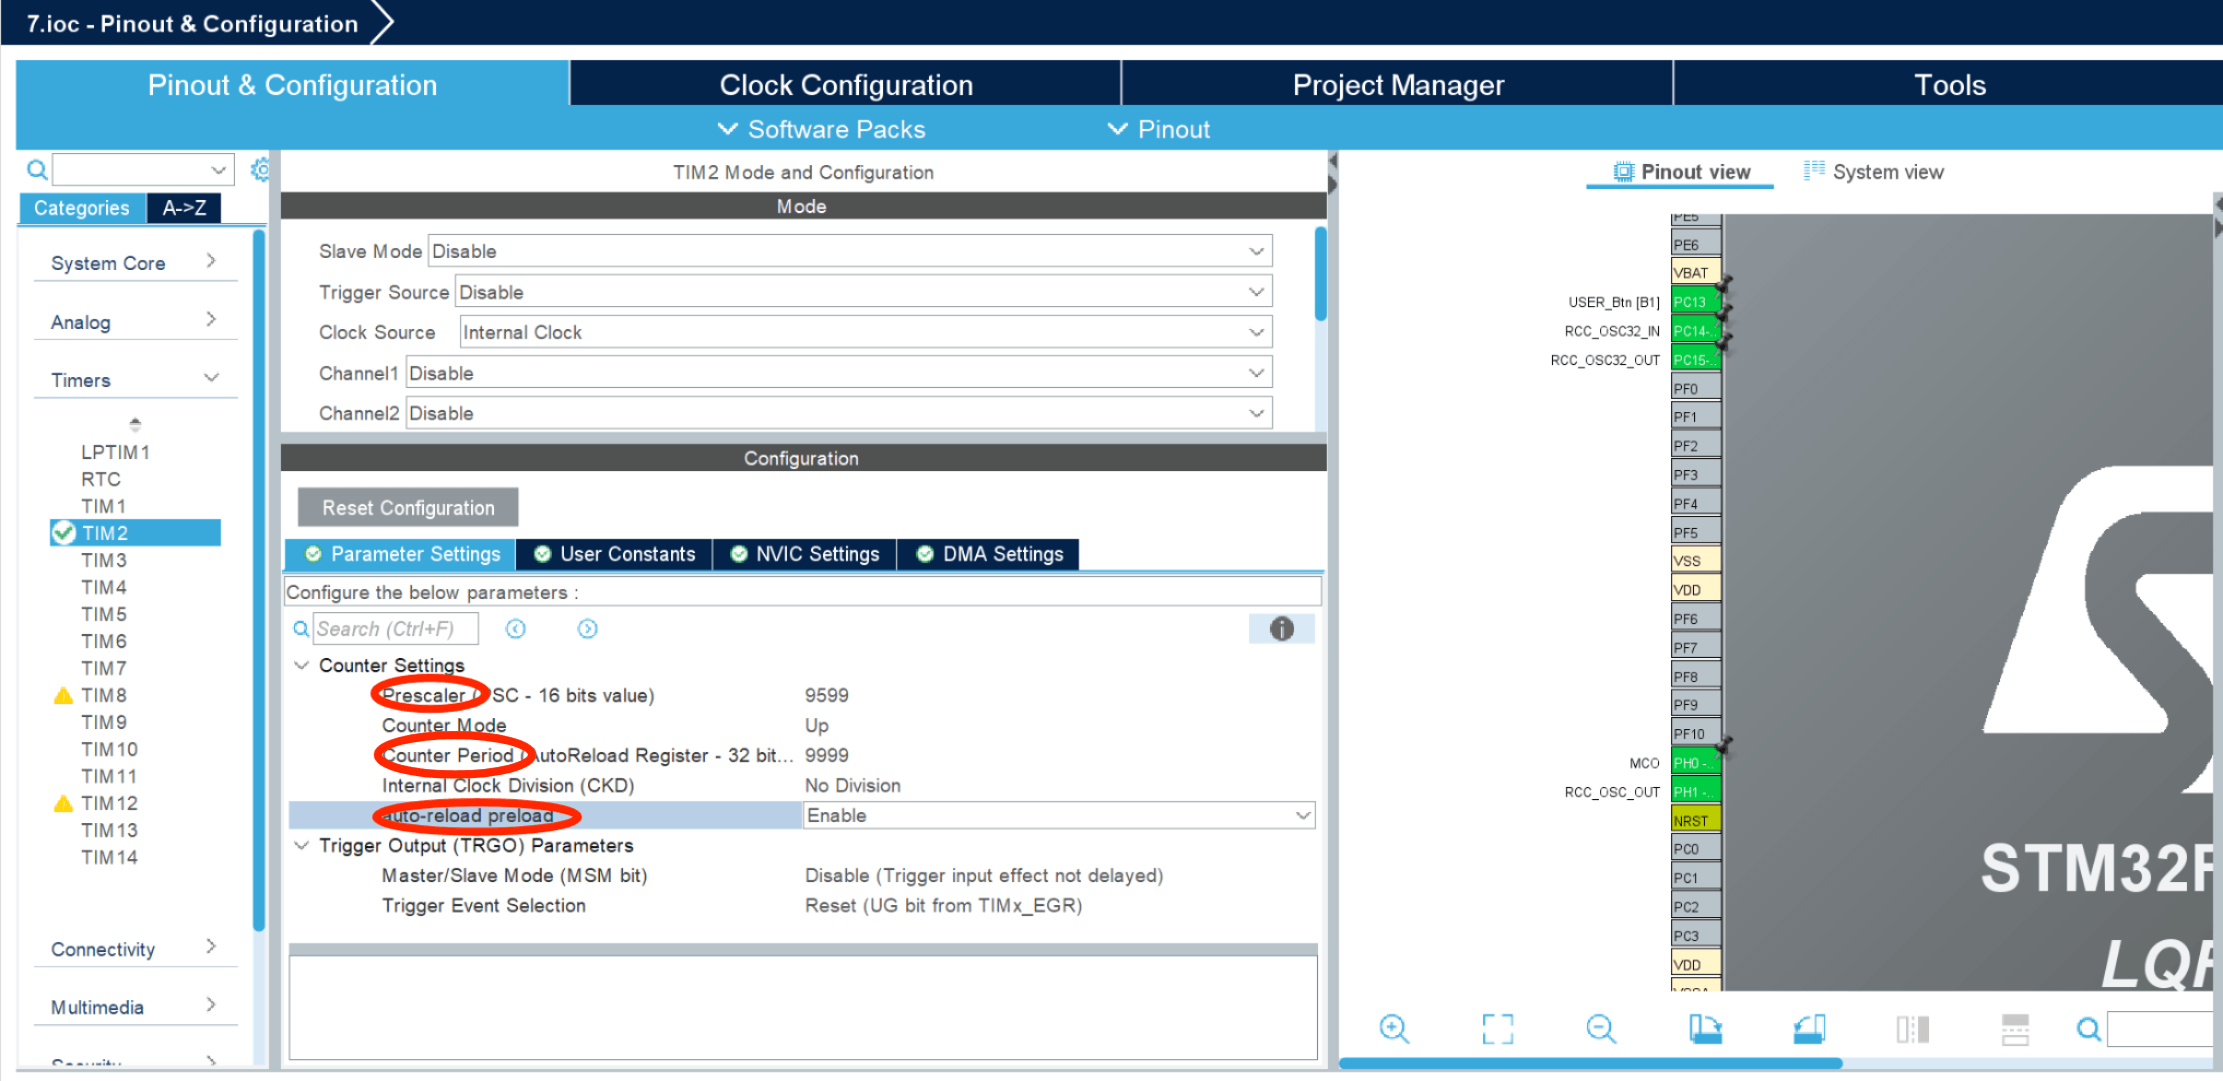 7.ioc - Pinout & Configuration
Pinout & Configuration
Clock Configuration
Project Manager
Tools
Software Packs
Pinout
Categories
A->Z
System Core
Analog
Timers
LPTIM1
RTC
TIM1
TIM2
TIM3
TIM4
TIM5
TIM6
TIM7
TIM8
TIM9
TIM10
TIM11
TIM12
TIM13
TIM14
Connectivity
Multimedia
Security
TIM2 Mode and Configuration
Mode
Slave Mode Disable
Trigger Source Disable
Clock Source Internal Clock
Channel1 Disable
Channel2 Disable
Configuration
Reset Configuration
Parameter Settings
User Constants
NVIC Settings
DMA Settings
Configure the below parameters :
Search (Ctrl+F)
Counter Settings
Prescaler (PSC - 16 bits value) 9599
Counter Mode Up
Counter Period (AutoReload Register - 32 bit... 9999
Internal Clock Division (CKD) No Division
auto-reload preload Enable
Trigger Output (TRGO) Parameters
Master/Slave Mode (MSM bit) Disable (Trigger input effect not delayed)
Trigger Event Selection Reset (UG bit from TIMx_EGR)
Pinout view
System view
PE5
PE6
VBAT
USER_Btn [B1] PC13
RCC_OSC32_IN PC14-..
RCC_OSC32_OUT PC15-..
PF0
PF1
PF2
PF3
PF4
PF5
VSS
VDD
PF6
PF7
PF8
PF9
PF10
MCO PH0 -..
RCC_OSC_OUT PH1 -..
NRST
PC0
PC1
PC2
PC3
VDD
VSSA
STM32F
LQF